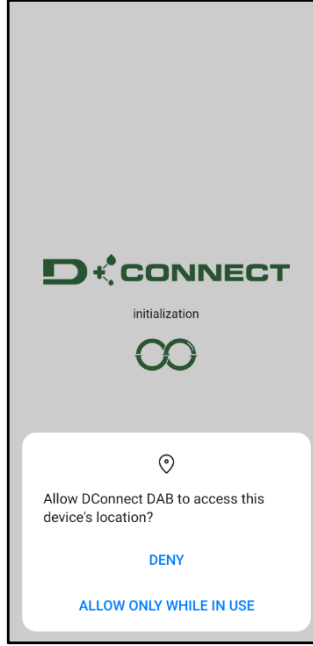 D+CONNECT
initialization
Allow DConnect DAB to access this
device's location?
DENY
ALLOW ONLY WHILE IN USE